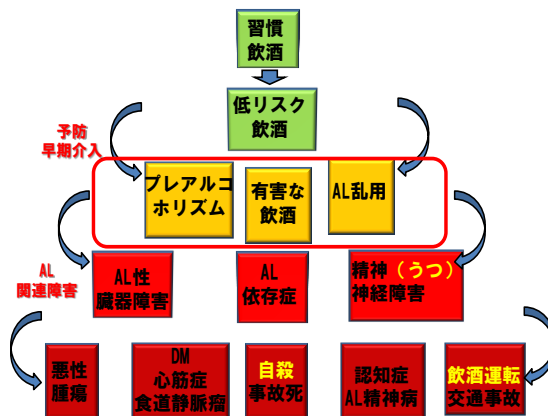 習慣
飲酒
低リスク
飲酒
予防
早期介入
プレアルコ
ホリズム
有害な
飲酒
AL乱用
AL
関連障害
AL性
臓器障害
AL
依存症
精神（うつ）
神経障害
悪性
腫瘍
DM
心筋症
食道静脈瘤
自殺
事故死
認知症
AL精神病
飲酒運転
交通事故